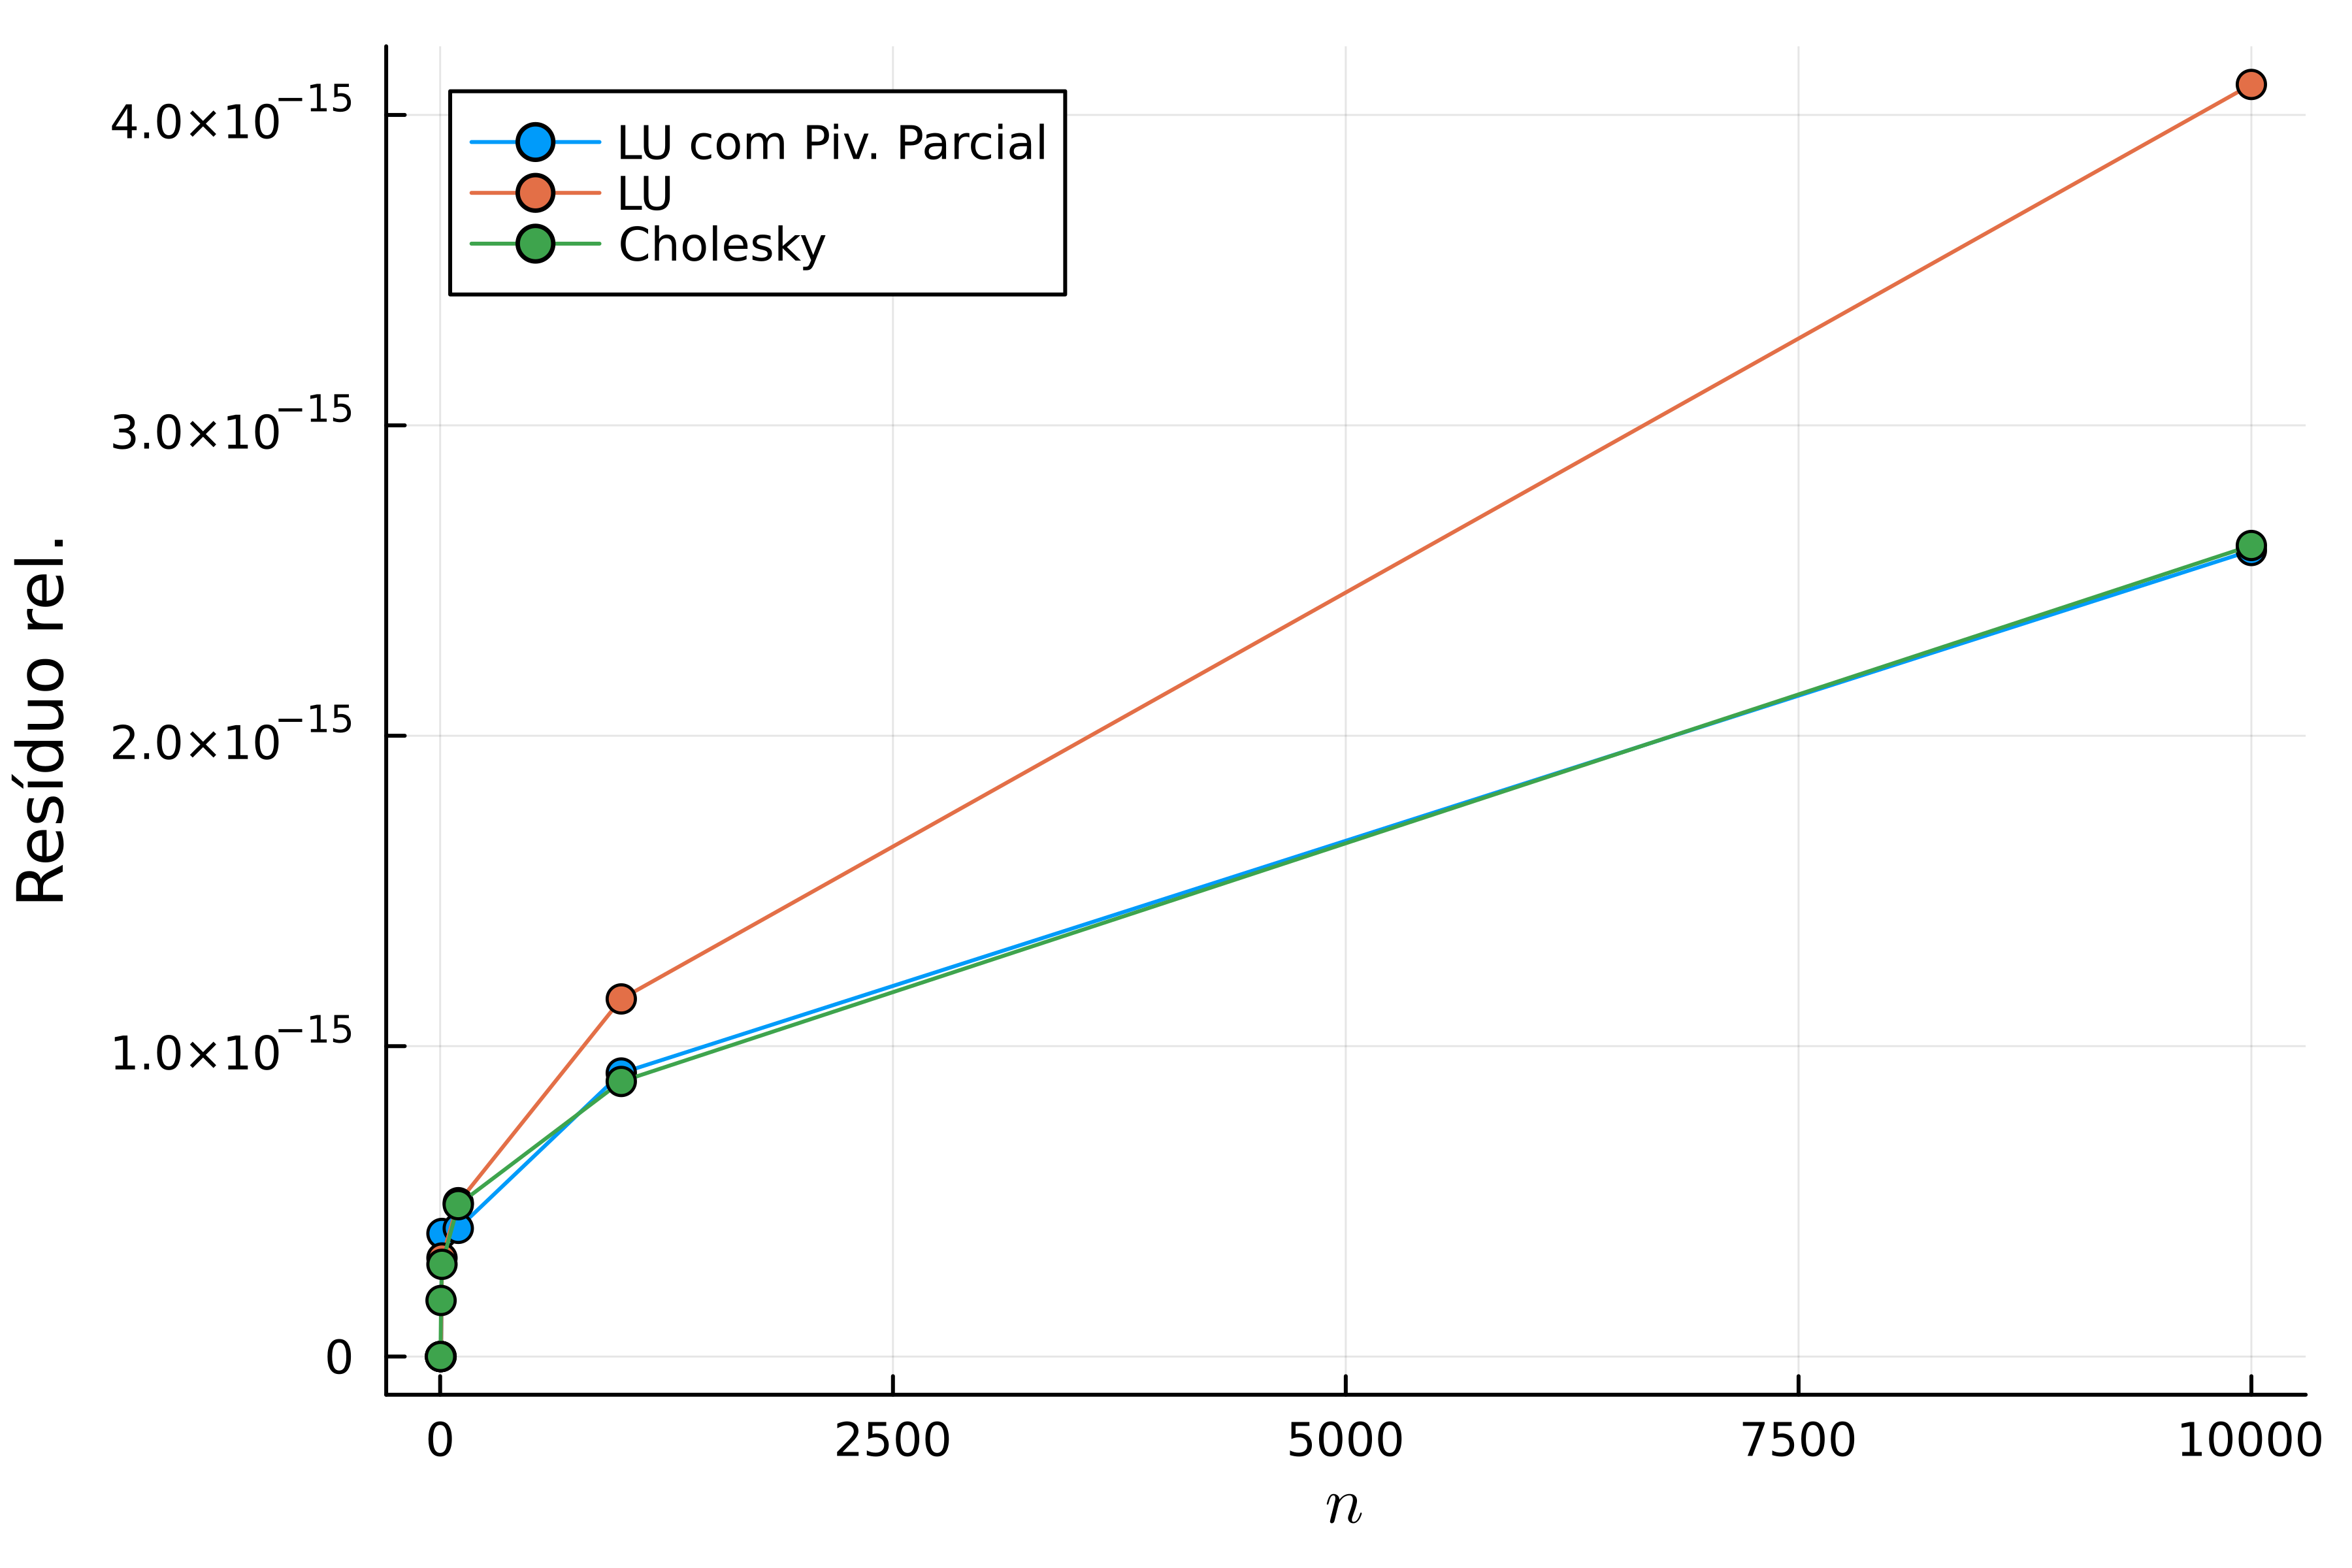 4.0×10⁻¹⁵
3.0×10⁻¹⁵
2.0×10⁻¹⁵
1.0×10⁻¹⁵
0
Resíduo rel.
LU com Piv. Parcial
LU
Cholesky
0 2500 5000 7500 10000
n